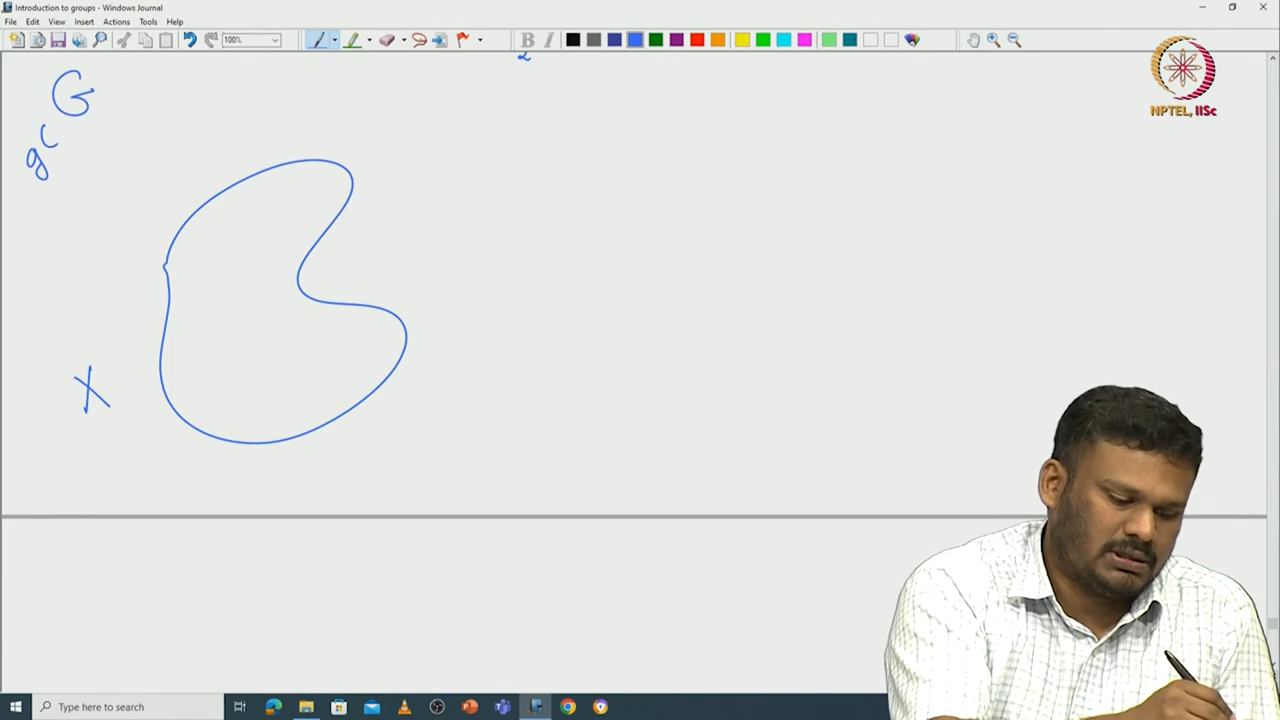 Introduction to groups - Windows Journal
File Edit View Insert Actions Tools Help
100% B I
NPTEL, IISc
G
g
X
Type here to search